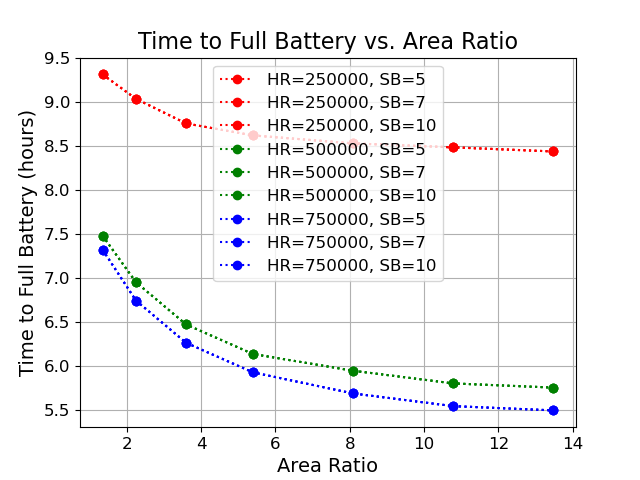 Time to Full Battery vs. Area Ratio
Time to Full Battery (hours)
9.5
9.0
8.5
8.0
7.5
7.0
6.5
6.0
5.5
HR=250000, SB=5
HR=250000, SB=7
HR=250000, SB=10
HR=500000, SB=5
HR=500000, SB=7
HR=500000, SB=10
HR=750000, SB=5
HR=750000, SB=7
HR=750000, SB=10
2 4 6 8 10 12 14
Area Ratio